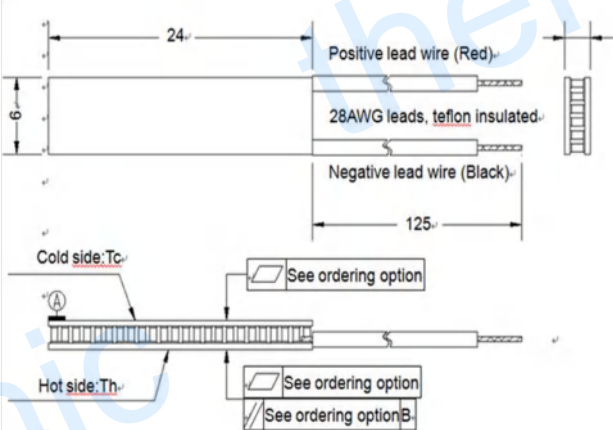 24
Positive lead wire (Red)
6
28AWG leads, teflon insulated
Negative lead wire (Black)
125
Cold side:Tc
See ordering option
A
Hot side:Th
See ordering option
See ordering option B